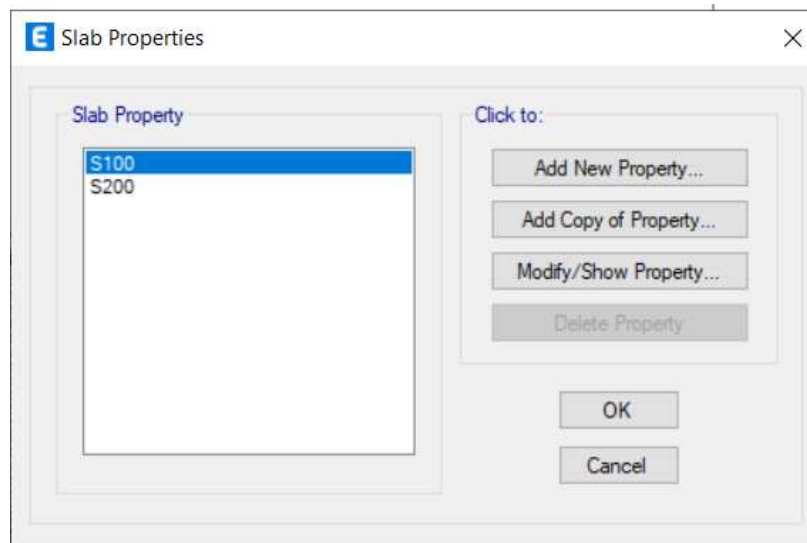 E Slab Properties
Slab Property
S100
S200
Click to:
Add New Property...
Add Copy of Property...
Modify/Show Property...
Delete Property
OK
Cancel